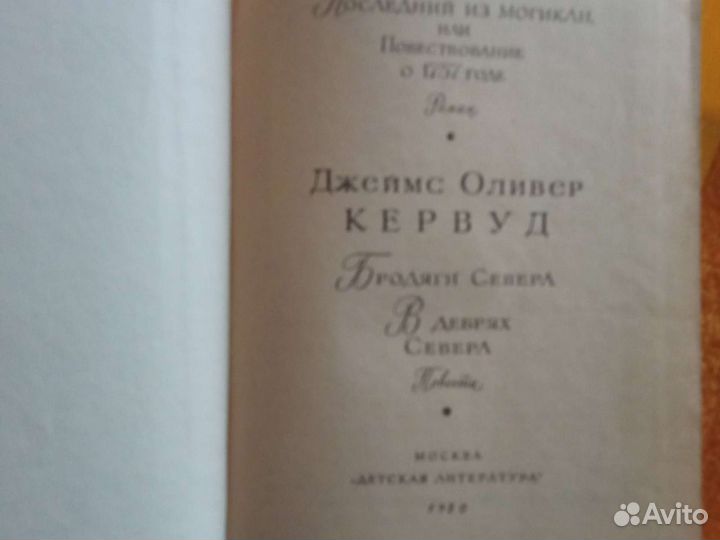 Последний из могикан,
или
Повествование
о 1757 годе
Роман
Джеймс Оливер
КЕРВУД
Бродяги Севера
В дебрях
Севера
Повести
МОСКВА
„ДЕТСКАЯ ЛИТЕРАТУРА"
1980
Avito